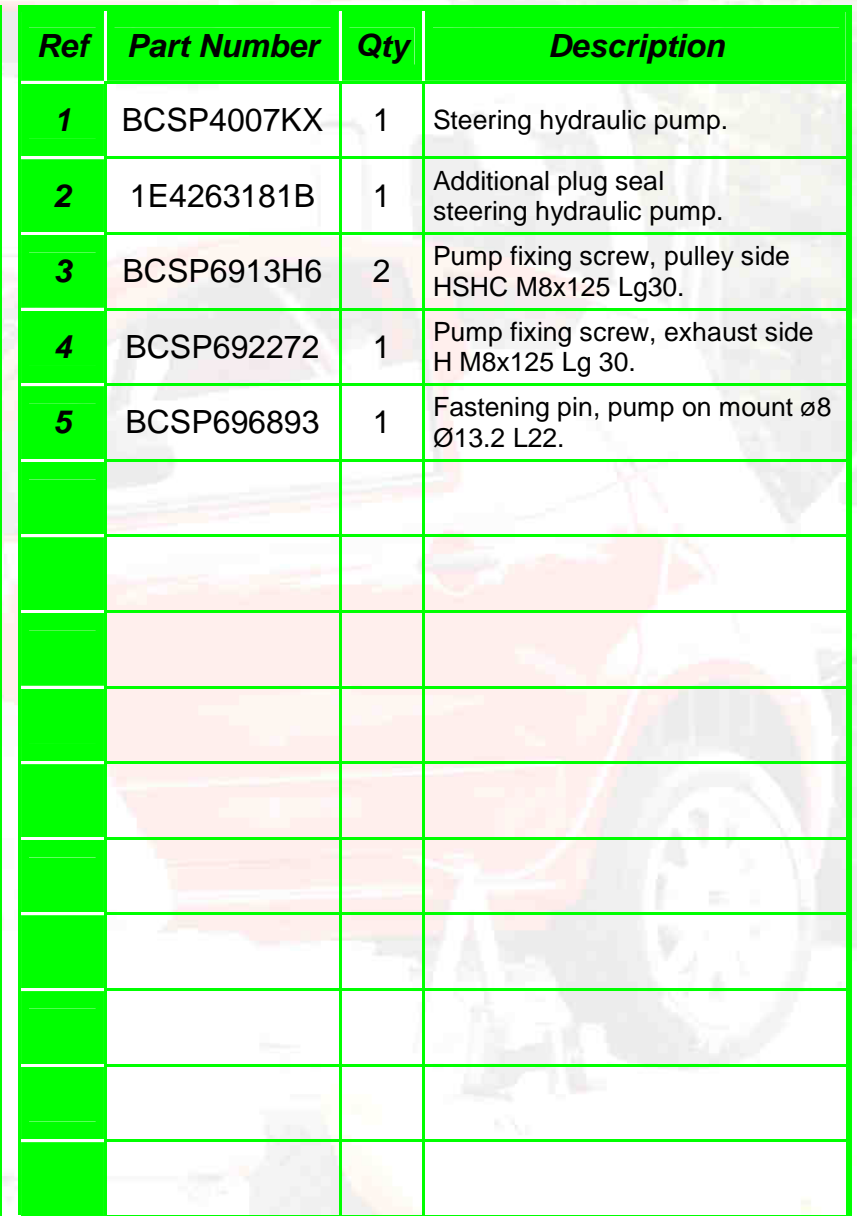 Ref Part Number Qty Description
1 BCSP4007KX 1 Steering hydraulic pump.
2 1E4263181B 1 Additional plug seal
steering hydraulic pump.
3 BCSP6913H6 2 Pump fixing screw, pulley side
HSHC M8x125 Lg30.
4 BCSP692272 1 Pump fixing screw, exhaust side
H M8x125 Lg 30.
5 BCSP696893 1 Fastening pin, pump on mount ø8
Ø13.2 L22.